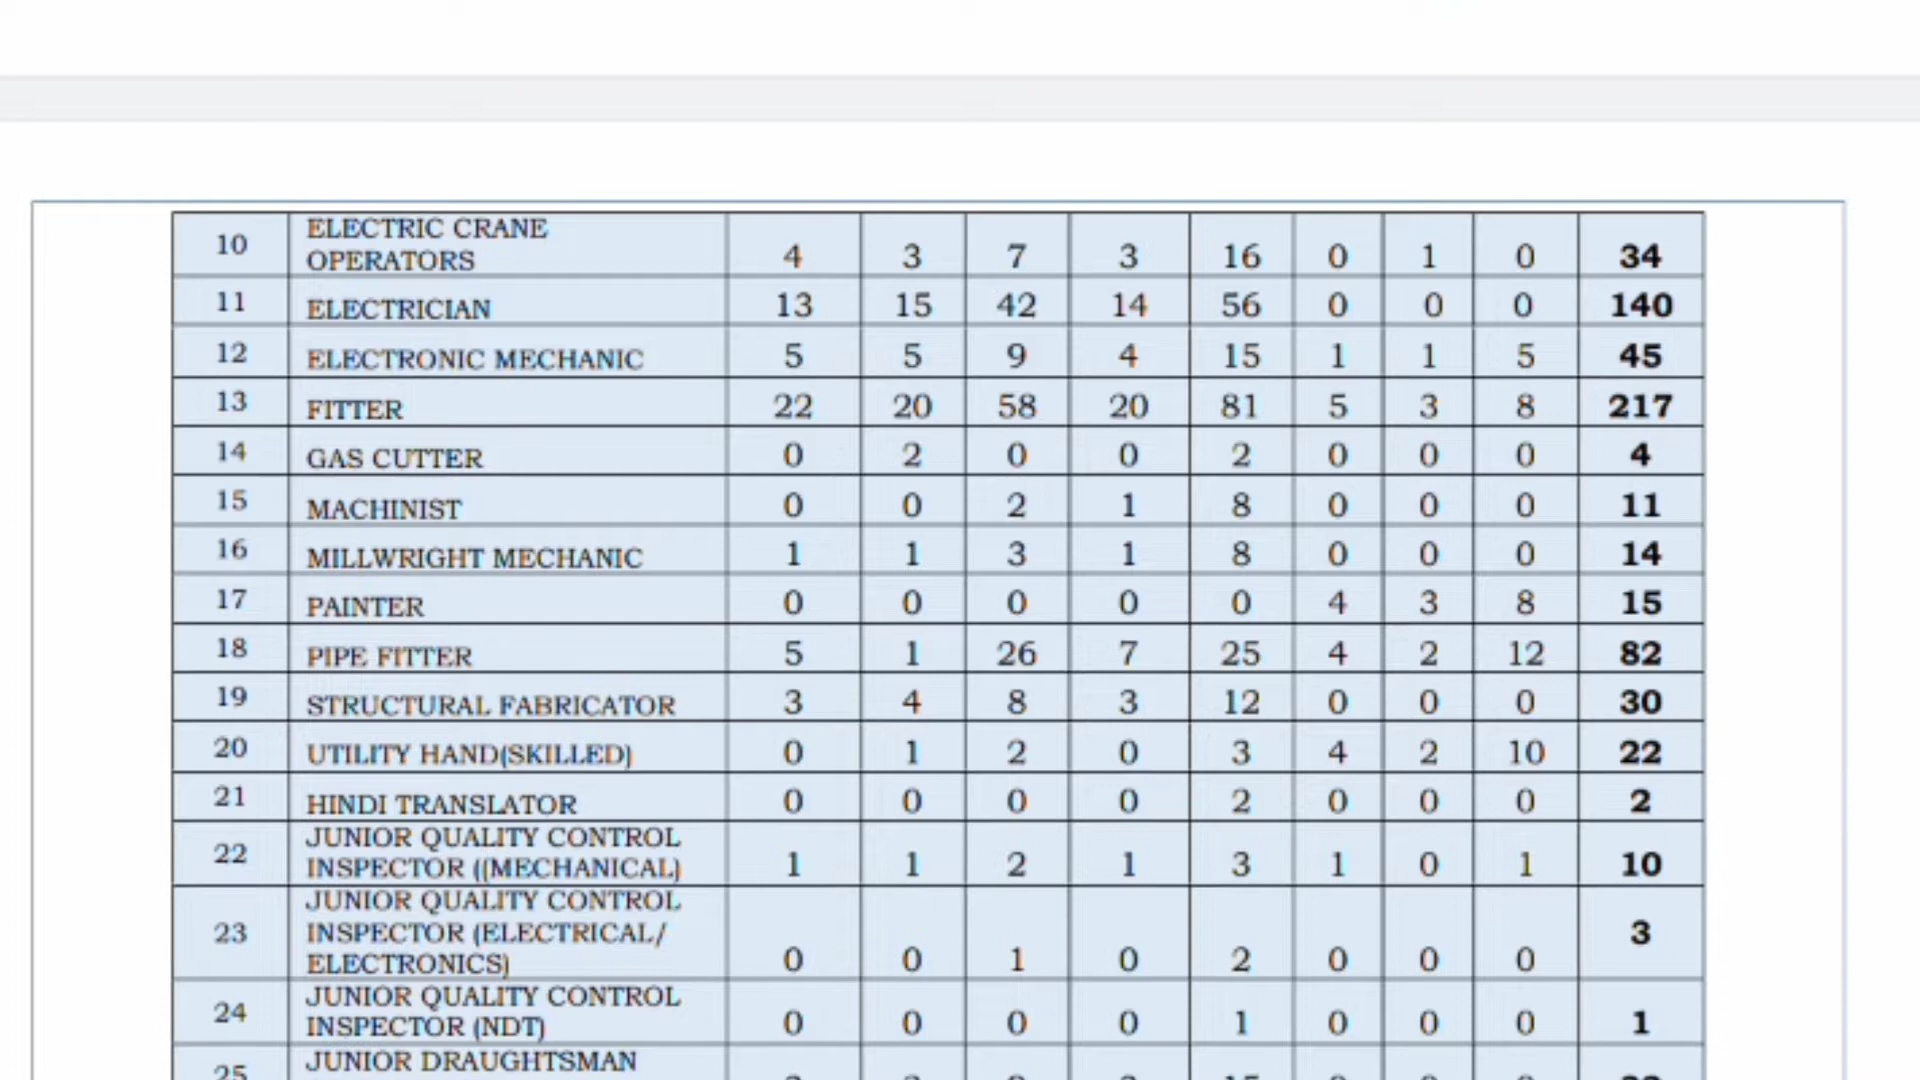 10 ELECTRIC CRANE OPERATORS 4 3 7 3 16 0 1 0 34
11 ELECTRICIAN 13 15 42 14 56 0 0 0 140
12 ELECTRONIC MECHANIC 5 5 9 4 15 1 1 5 45
13 FITTER 22 20 58 20 81 5 3 8 217
14 GAS CUTTER 0 2 0 0 2 0 0 0 4
15 MACHINIST 0 0 2 1 8 0 0 0 11
16 MILLWRIGHT MECHANIC 1 1 3 1 8 0 0 0 14
17 PAINTER 0 0 0 0 0 4 3 8 15
18 PIPE FITTER 5 1 26 7 25 4 2 12 82
19 STRUCTURAL FABRICATOR 3 4 8 3 12 0 0 0 30
20 UTILITY HAND(SKILLED) 0 1 2 0 3 4 2 10 22
21 HINDI TRANSLATOR 0 0 0 0 2 0 0 0 2
22 JUNIOR QUALITY CONTROL INSPECTOR ((MECHANICAL) 1 1 2 1 3 1 0 1 10
23 JUNIOR QUALITY CONTROL INSPECTOR (ELECTRICAL/ ELECTRONICS) 0 0 1 0 2 0 0 0 3
24 JUNIOR QUALITY CONTROL INSPECTOR (NDT) 0 0 0 0 1 0 0 0 1
25 JUNIOR DRAUGHTSMAN